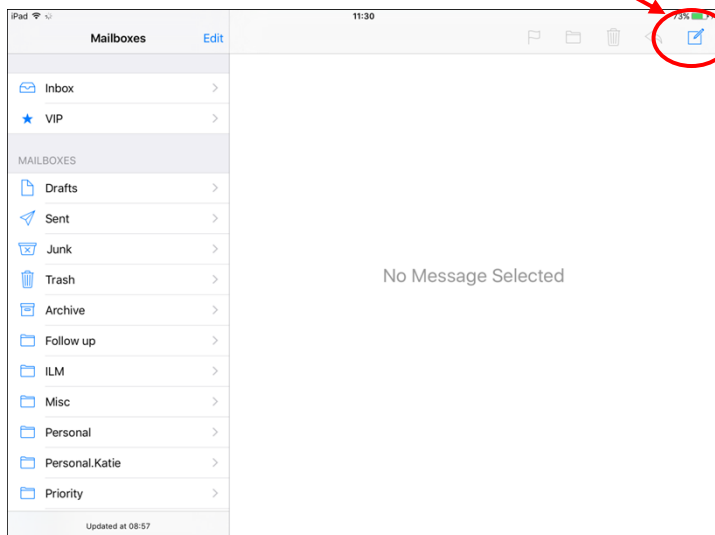 iPad 11:30 73%
Mailboxes Edit
Inbox
VIP
MAILBOXES
Drafts
Sent
Junk
Trash
Archive
Follow up
ILM
Misc
Personal
Personal.Katie
Priority
Updated at 08:57
No Message Selected